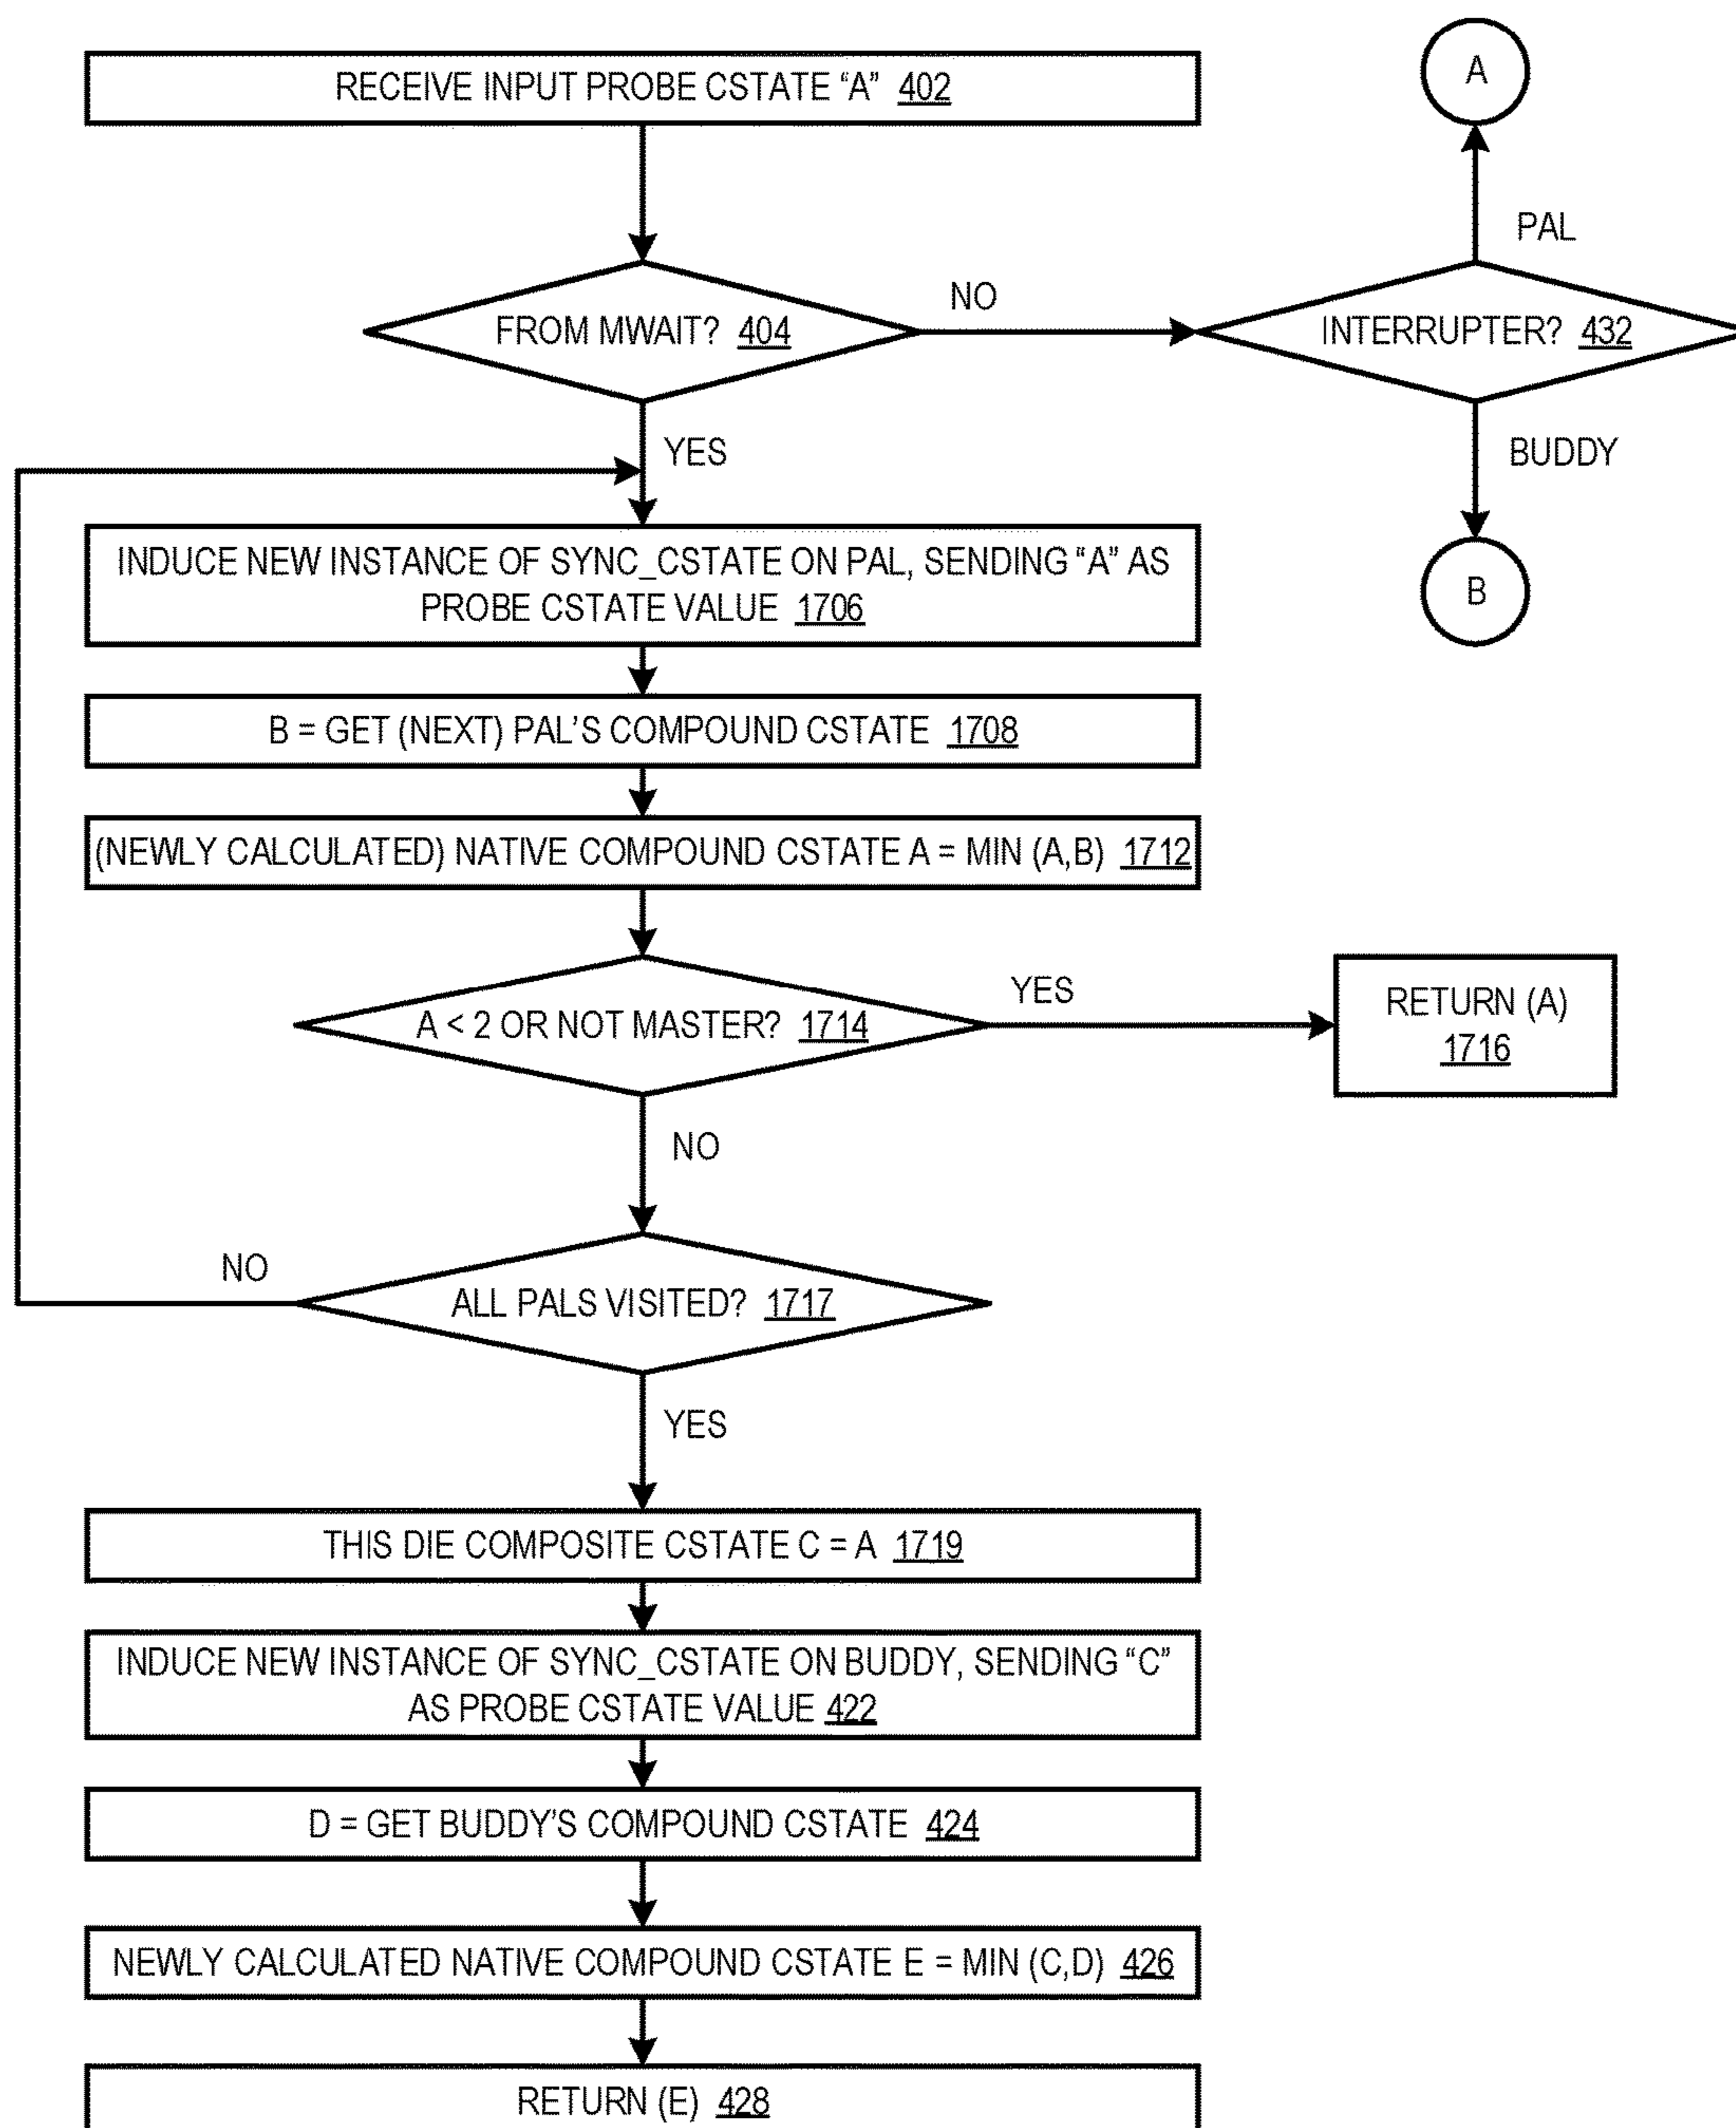 RECEIVE INPUT PROBE CSTATE “A” 402
A
PAL
FROM MWAIT? 404
NO
INTERRUPTER? 432
YES
BUDDY
B
INDUCE NEW INSTANCE OF SYNC_CSTATE ON PAL, SENDING “A” AS
PROBE CSTATE VALUE 1706
B = GET (NEXT) PAL’S COMPOUND CSTATE 1708
(NEWLY CALCULATED) NATIVE COMPOUND CSTATE A = MIN (A,B) 1712
A < 2 OR NOT MASTER? 1714
YES
RETURN (A)
1716
NO
ALL PALS VISITED? 1717
NO
YES
THIS DIE COMPOSITE CSTATE C = A 1719
INDUCE NEW INSTANCE OF SYNC_CSTATE ON BUDDY, SENDING “C”
AS PROBE CSTATE VALUE 422
D = GET BUDDY’S COMPOUND CSTATE 424
NEWLY CALCULATED NATIVE COMPOUND CSTATE E = MIN (C,D) 426
RETURN (E) 428